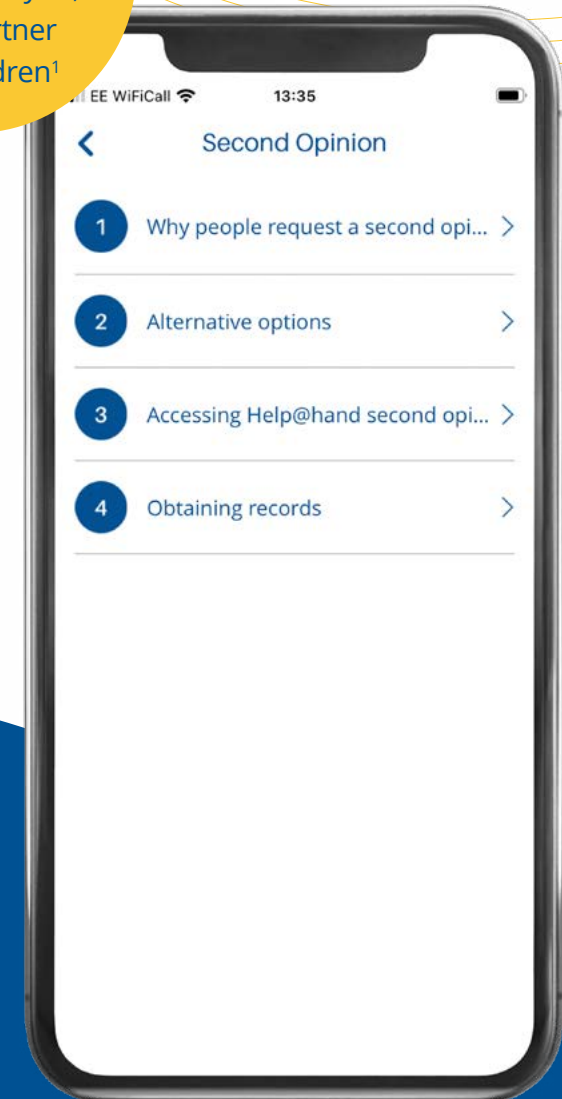 rtner
dren¹
EE WiFiCall 13:35
Second Opinion
1 Why people request a second opi...
2 Alternative options
3 Accessing Help@hand second opi...
4 Obtaining records